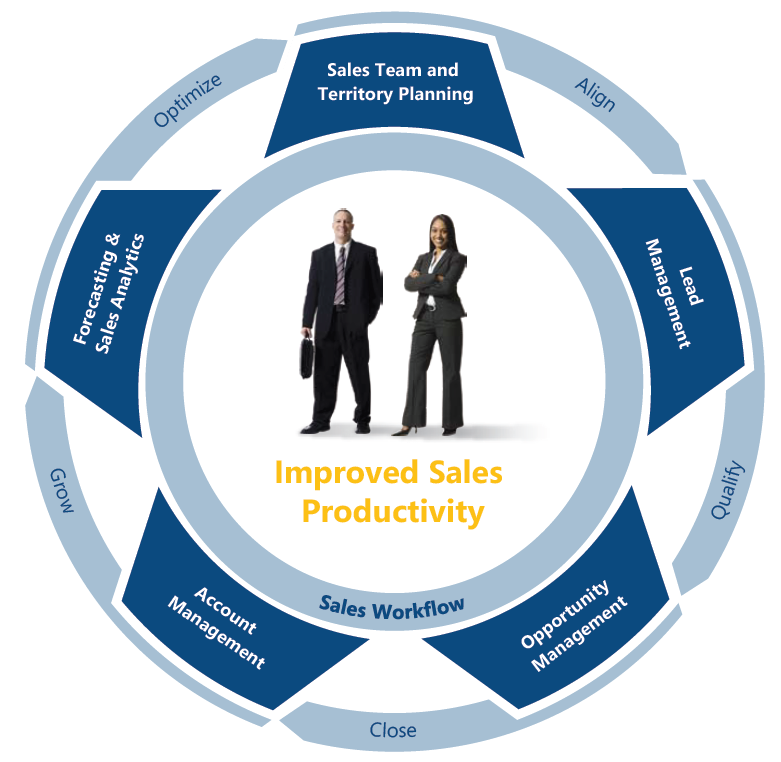 Sales Team and
Territory Planning
Align
Lead
Management
Qualify
Opportunity
Management
Close
Account
Management
Grow
Forecasting &
Sales Analytics
Optimize
Improved Sales
Productivity
Sales Workflow